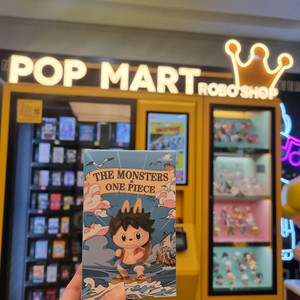 POP MART
ROBO SHOP
THE MONSTERS
ONE PIECE